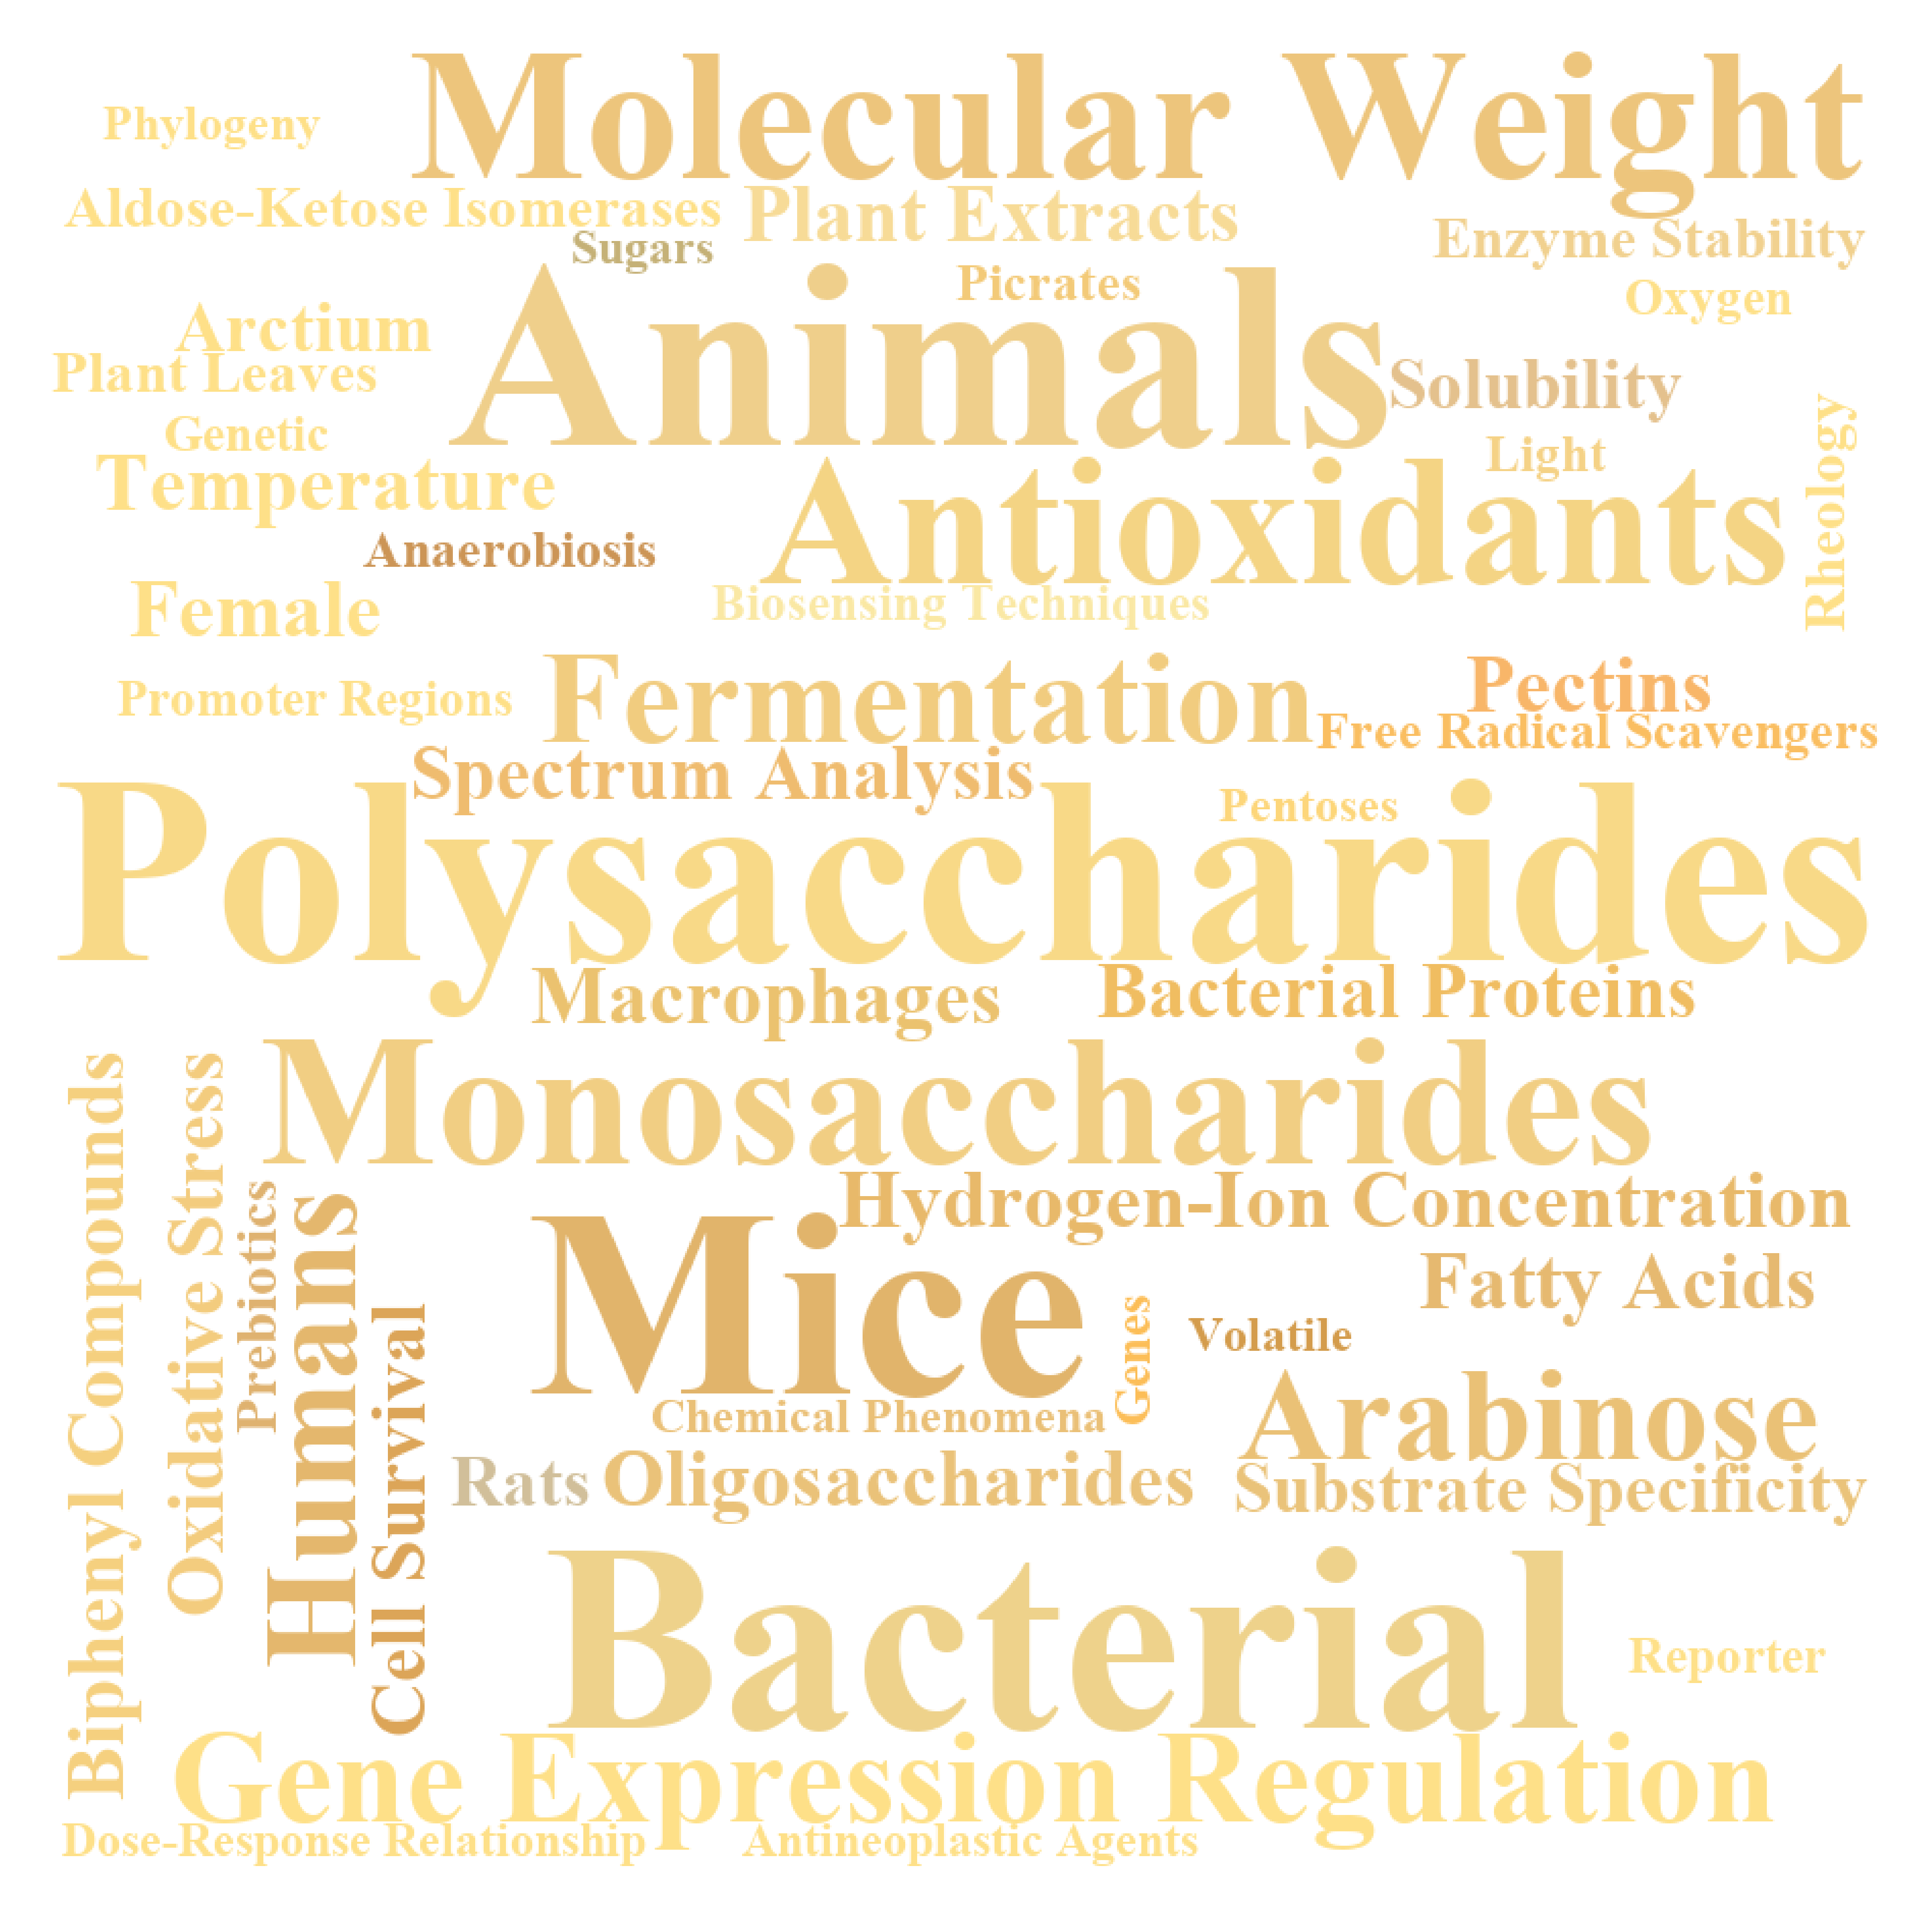 Molecular Weight
Phylogeny
Aldose-Ketose Isomerases
Plant Extracts
Enzyme Stability
Sugars
Picrates
Oxygen
Animals
Arctium
Plant Leaves
Solubility
Genetic
Light
Rheology
Temperature
Antioxidants
Anaerobiosis
Female
Biosensing Techniques
Promoter Regions
Fermentation
Pectins
Free Radical Scavengers
Spectrum Analysis
Pentoses
Polysaccharides
Macrophages
Bacterial Proteins
Monosaccharides
Biphenyl Compounds
Oxidative Stress
Prebiotics
Humans
Cell Survival
Hydrogen-Ion Concentration
Mice
Fatty Acids
Genes
Volatile
Chemical Phenomena
Arabinose
Rats
Oligosaccharides
Substrate Specificity
Bacterial
Reporter
Gene Expression Regulation
Dose-Response Relationship
Antineoplastic Agents